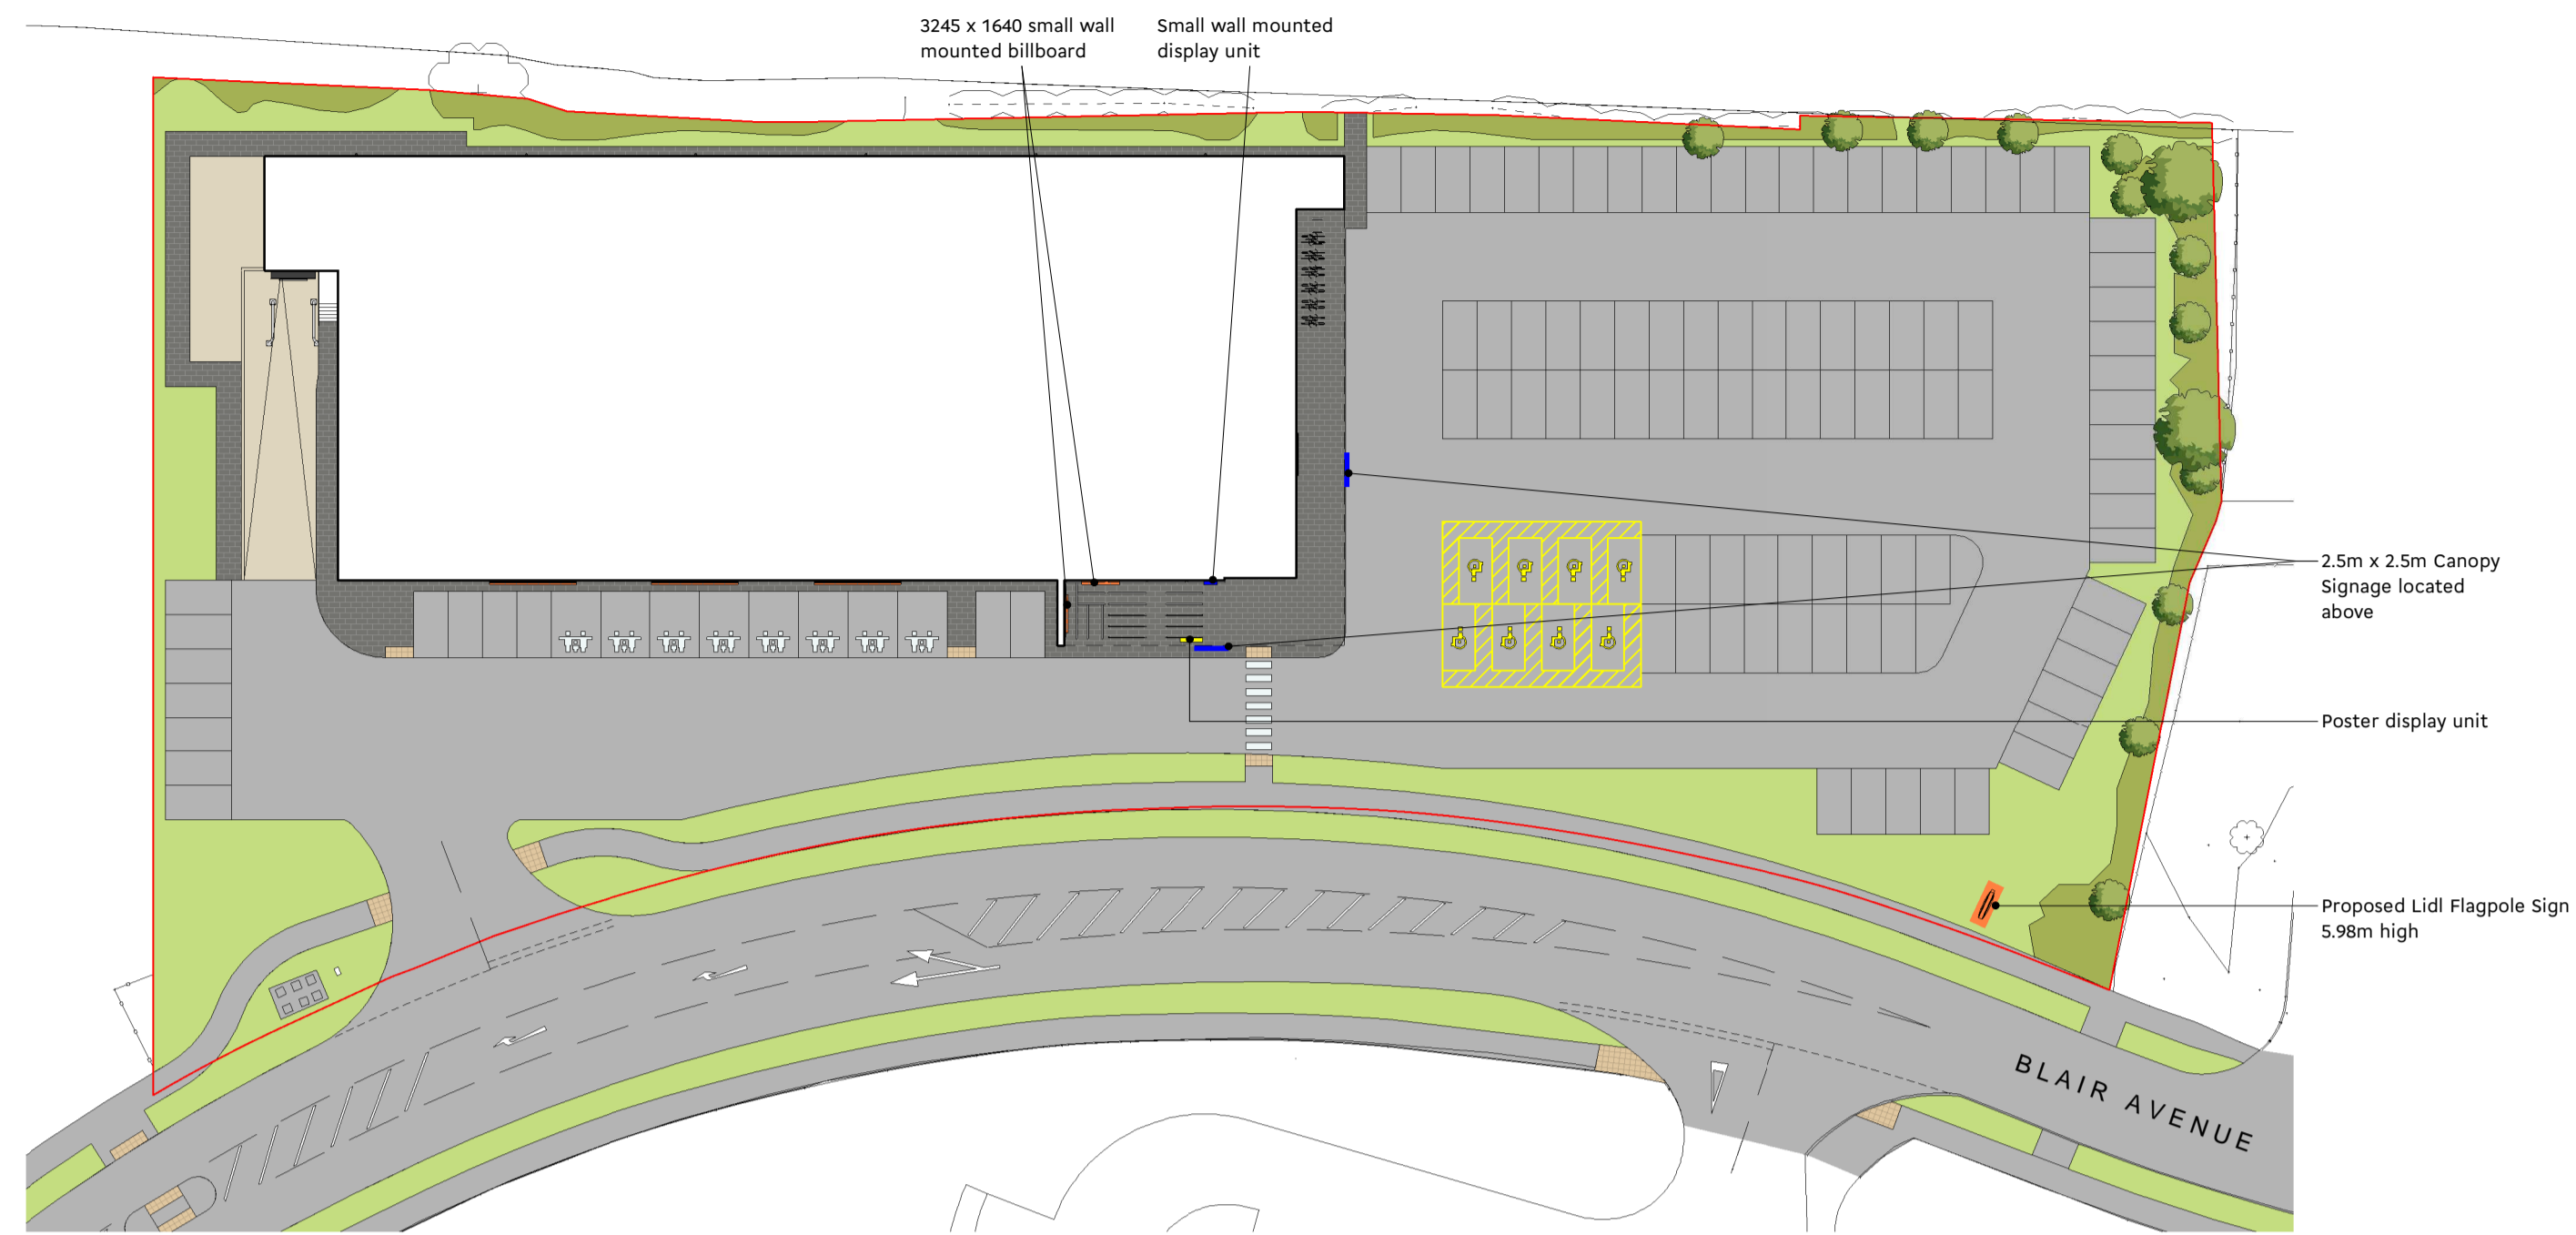 3245 x 1640 small wall
mounted billboard
Small wall mounted
display unit
2.5m x 2.5m Canopy
Signage located
above
Poster display unit
Proposed Lidl Flagpole Sign
5.98m high
BLAIR AVENUE